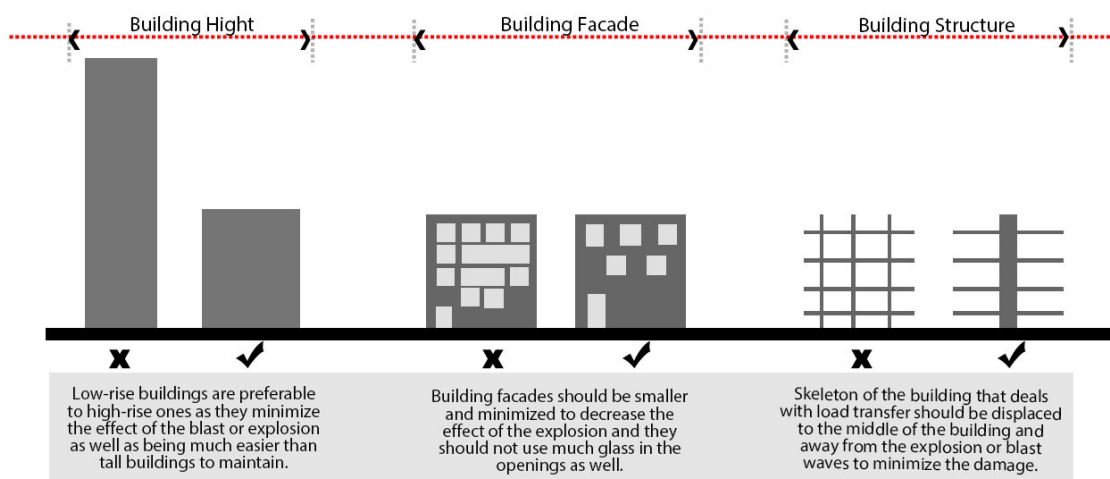 Building Hight
Building Facade
Building Structure
Low-rise buildings are preferable
to high-rise ones as they minimize
the effect of the blast or explosion
as well as being much easier than
tall buildings to maintain.
Building facades should be smaller
and minimized to decrease the
effect of the explosion and they
should not use much glass in the
openings as well.
Skeleton of the building that deals
with load transfer should be displaced
to the middle of the building and
away from the explosion or blast
waves to minimize the damage.